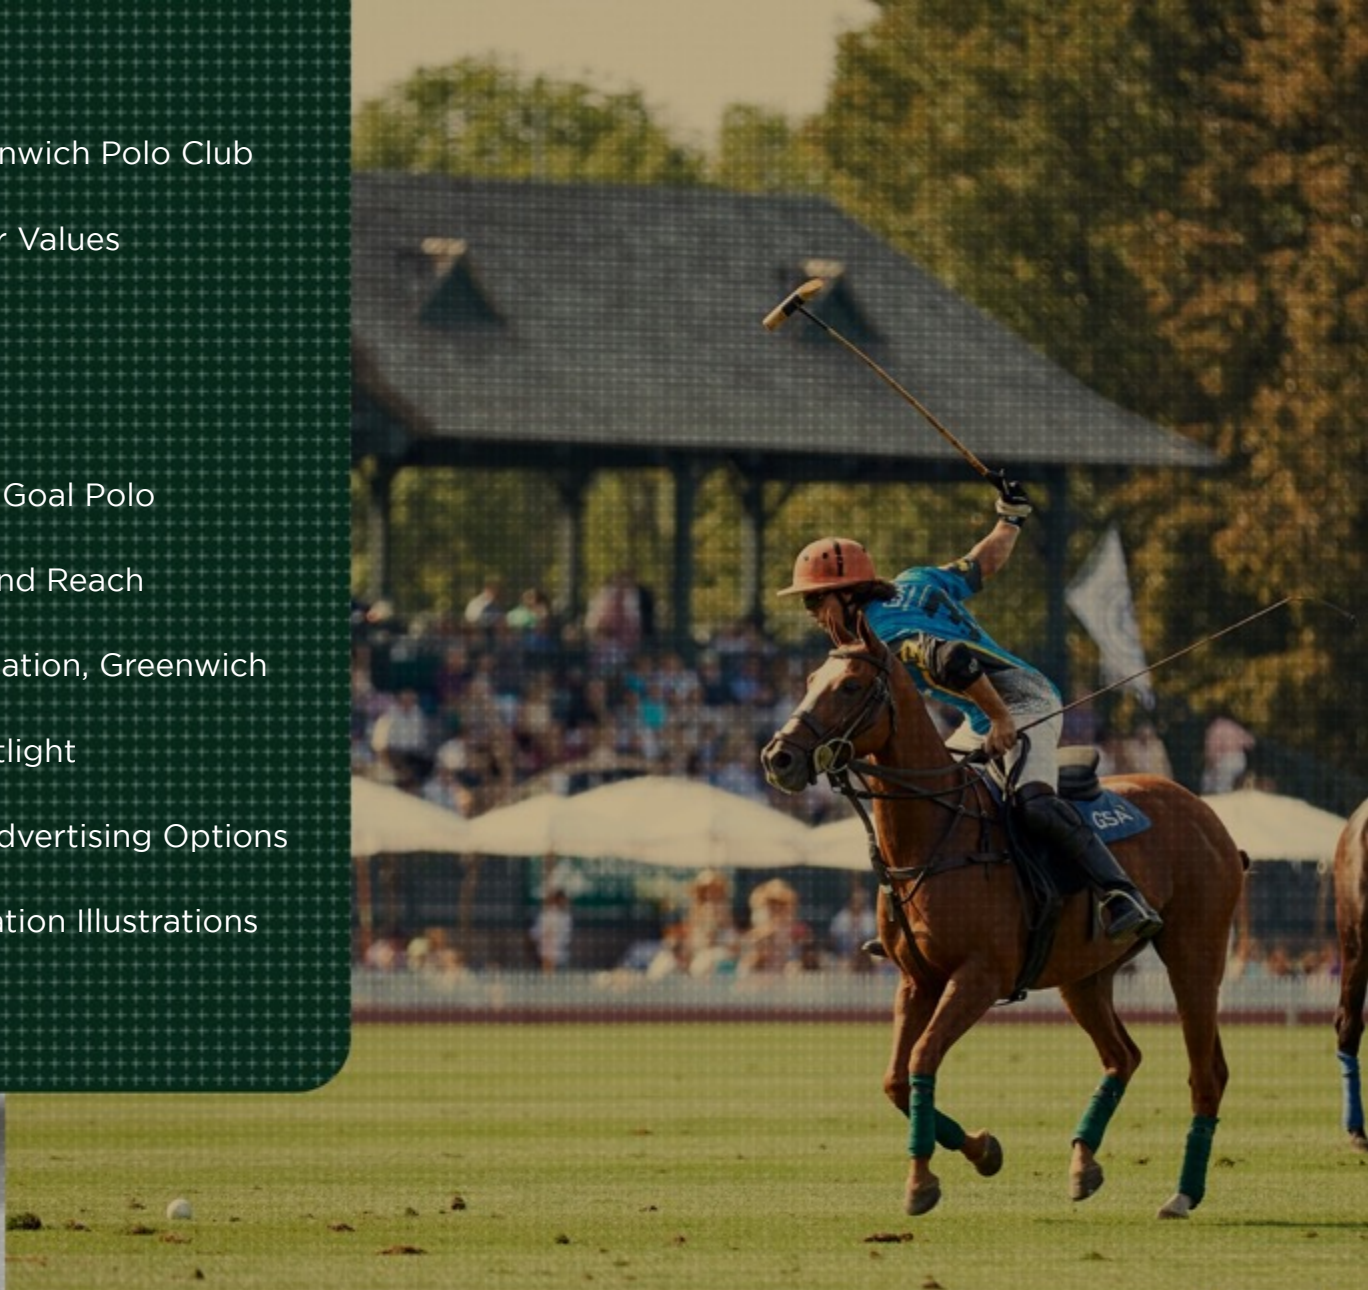 nwich Polo Club
r Values
Goal Polo
nd Reach
ation, Greenwich
tlight
dvertising Options
ation Illustrations
GSA